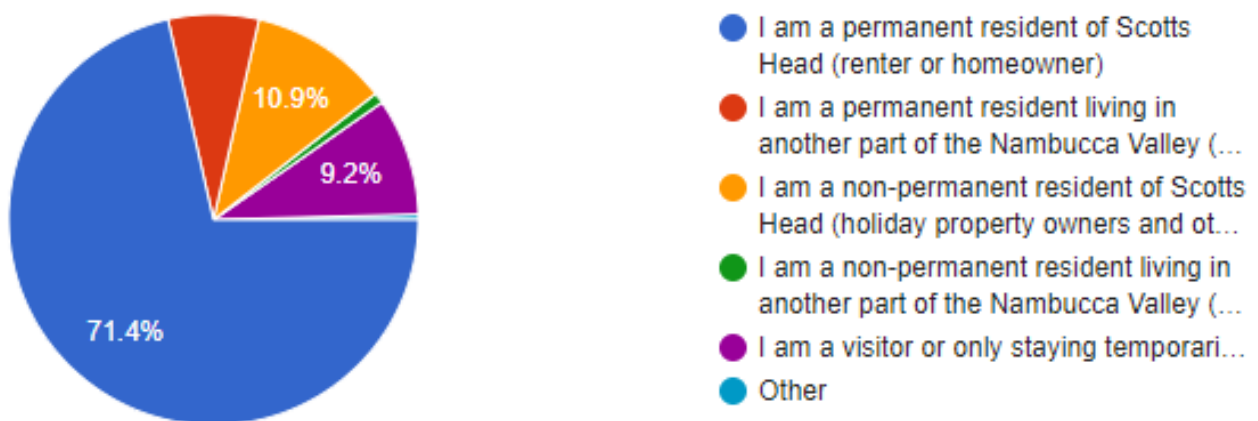 10.9%
9.2%
71.4%
I am a permanent resident of Scotts
Head (renter or homeowner)
I am a permanent resident living in
another part of the Nambucca Valley (…
I am a non-permanent resident of Scotts
Head (holiday property owners and ot…
I am a non-permanent resident living in
another part of the Nambucca Valley (…
I am a visitor or only staying temporari…
Other